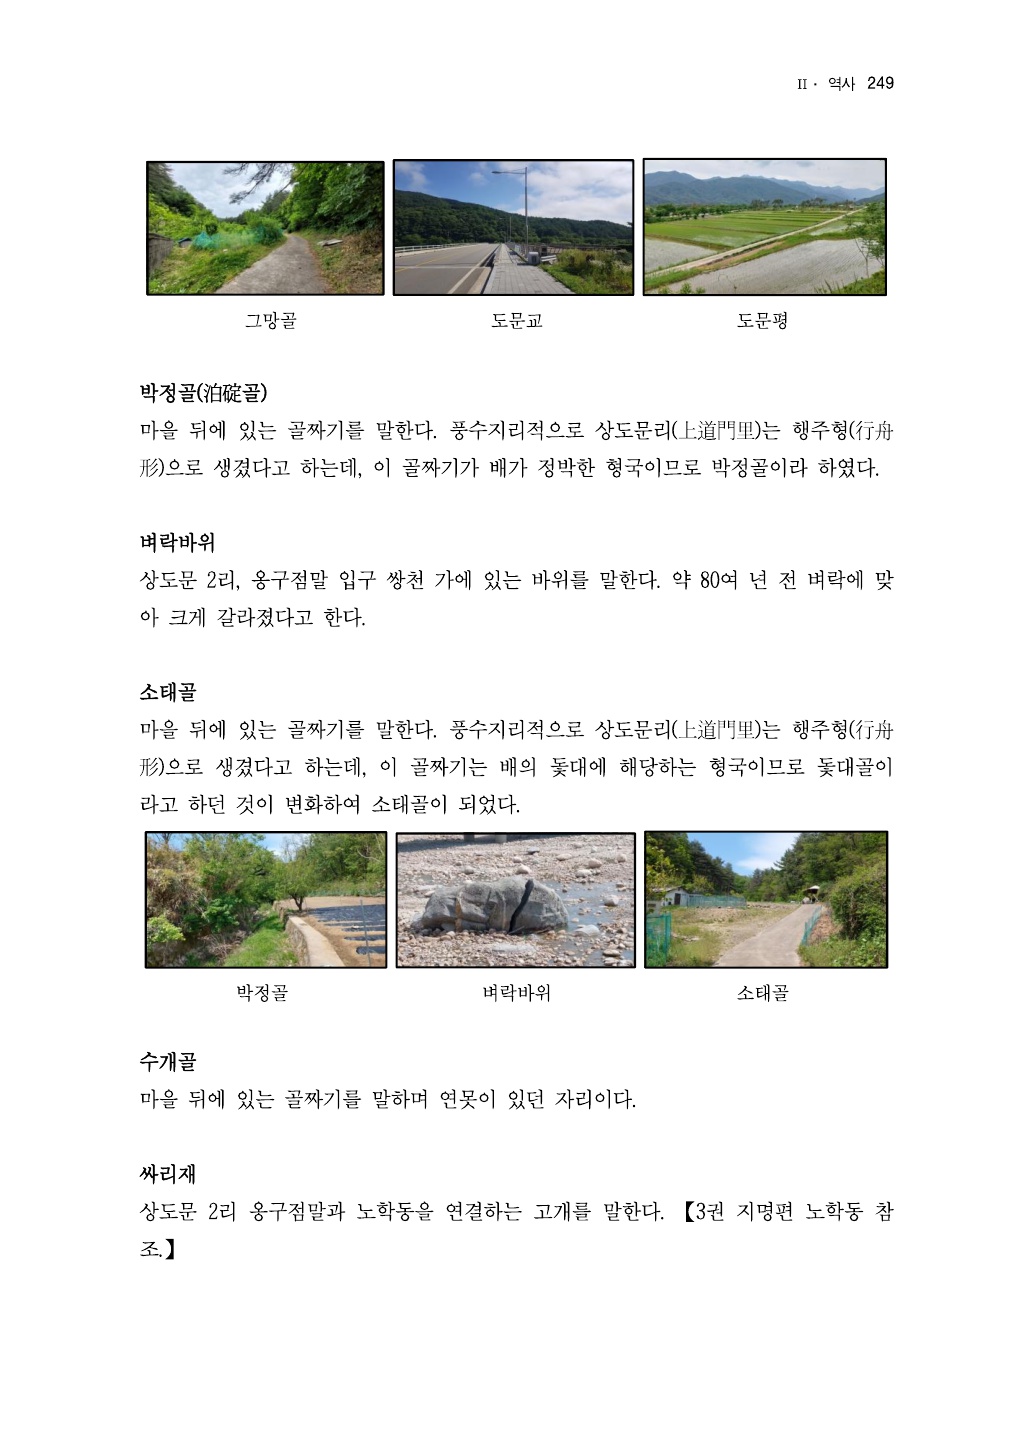 II · 역사 249
그망골 도문교 도문평
박정골(泊碇골)
마을 뒤에 있는 골짜기를 말한다. 풍수지리적으로 상도문리(上道門里)는 행주형(行舟
形)으로 생겼다고 하는데, 이 골짜기가 배가 정박한 형국이므로 박정골이라 하였다.
벼락바위
상도문 2리, 옹구점말 입구 쌍천 가에 있는 바위를 말한다. 약 80여 년 전 벼락에 맞
아 크게 갈라졌다고 한다.
소태골
마을 뒤에 있는 골짜기를 말한다. 풍수지리적으로 상도문리(上道門里)는 행주형(行舟
形)으로 생겼다고 하는데, 이 골짜기는 배의 돛대에 해당하는 형국이므로 돛대골이
라고 하던 것이 변화하여 소태골이 되었다.
박정골 벼락바위 소태골
수개골
마을 뒤에 있는 골짜기를 말하며 연못이 있던 자리이다.
싸리재
상도문 2리 옹구점말과 노학동을 연결하는 고개를 말한다. 【3권 지명편 노학동 참
조.】